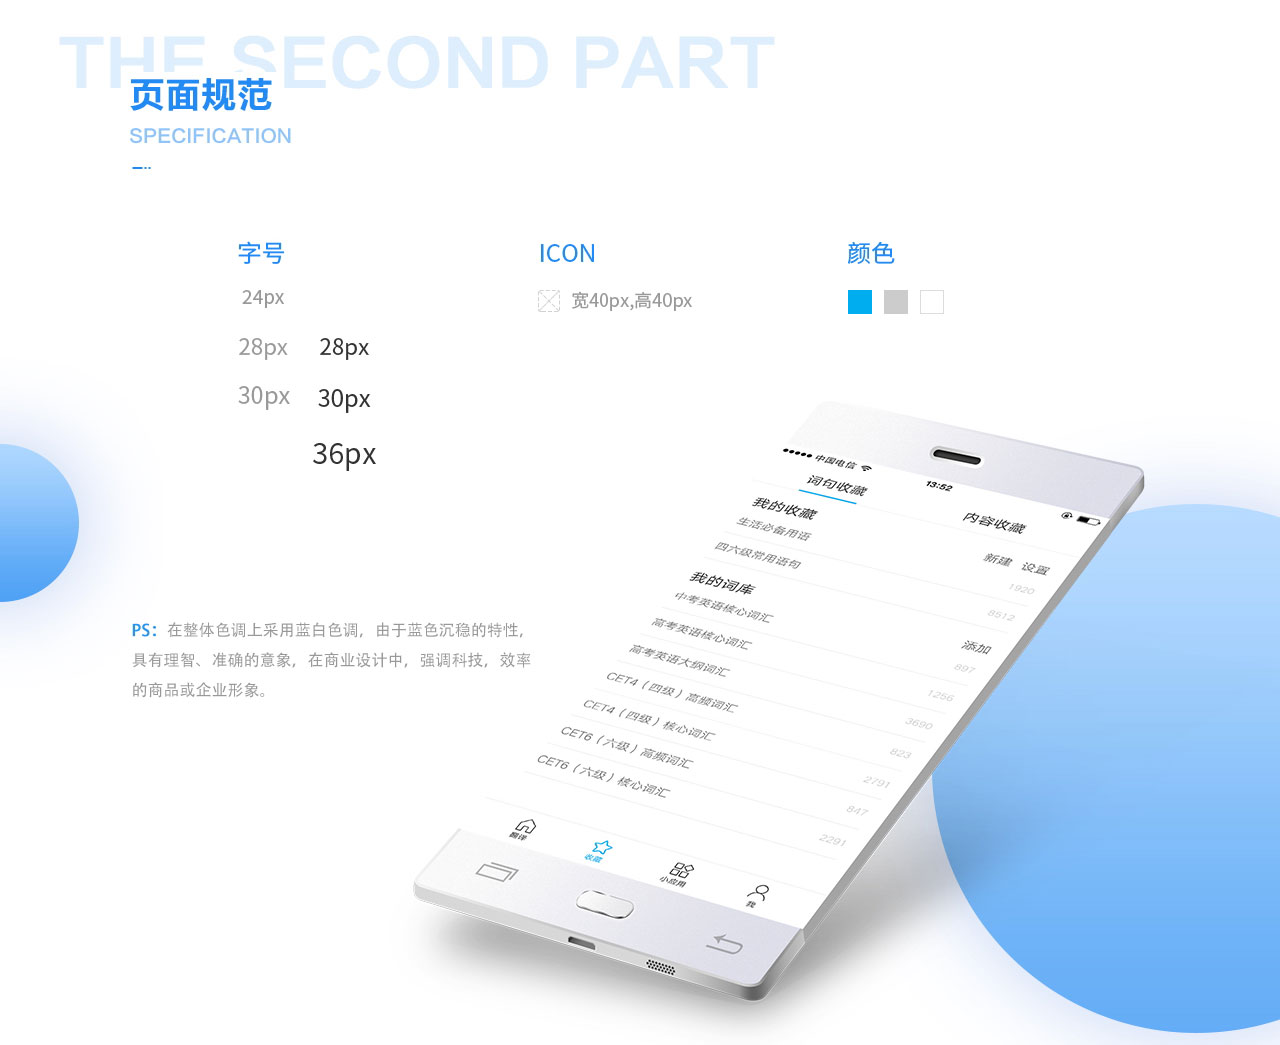 THE SECOND PART
页面规范
SPECIFICATION
字号
ICON
颜色
24px
宽40px,高40px
28px 28px
30px 30px
36px
PS：在整体色调上采用蓝白色调，由于蓝色沉稳的特性，
具有理智、准确的意象，在商业设计中，强调科技，效率
的商品或企业形象。
中国电信 13:52
词句收藏 内容收藏
我的收藏 新建 设置
生活必备用语 1920
四六级常用语句 8512
我的词库 添加
中考英语核心词汇 897
高考英语核心词汇 1256
高考英语大纲词汇 3690
CET4（四级）高频词汇 823
CET4（四级）核心词汇 2791
CET6（六级）高频词汇 847
CET6（六级）核心词汇 2291
翻译 收藏 小应用 我